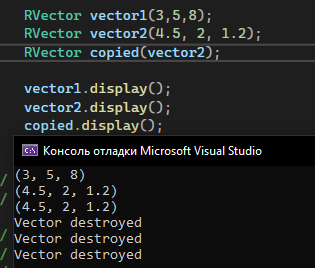 RVector vector1(3,5,8);
RVector vector2(4.5, 2, 1.2);
RVector copied(vector2);
vector1.display();
vector2.display();
copied.display();
Консоль отладки Microsoft Visual Studio
(3, 5, 8)
(4.5, 2, 1.2)
(4.5, 2, 1.2)
Vector destroyed
Vector destroyed
Vector destroyed